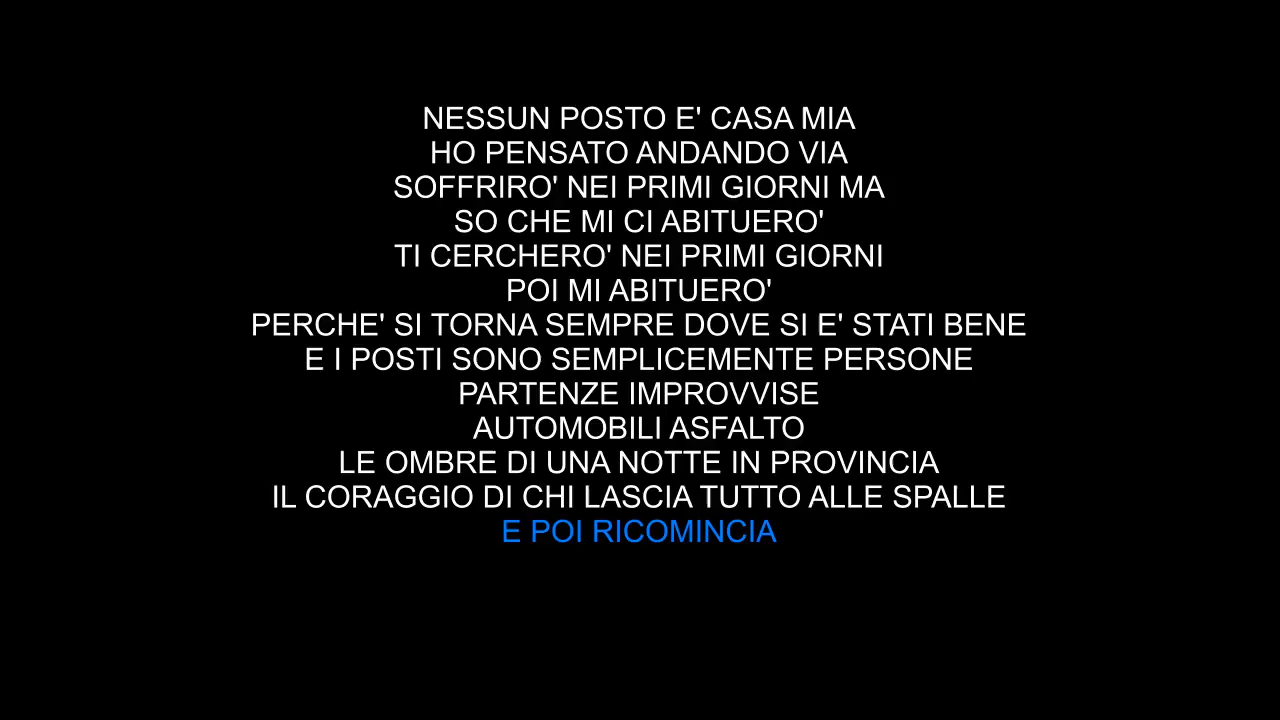 NESSUN POSTO E' CASA MIA
HO PENSATO ANDANDO VIA
SOFFRIRO' NEI PRIMI GIORNI MA
SO CHE MI CI ABITUERO'
TI CERCHERO' NEI PRIMI GIORNI
POI MI ABITUERO'
PERCHE' SI TORNA SEMPRE DOVE SI E' STATI BENE
E I POSTI SONO SEMPLICEMENTE PERSONE
PARTENZE IMPROVVISE
AUTOMOBILI ASFALTO
LE OMBRE DI UNA NOTTE IN PROVINCIA
IL CORAGGIO DI CHI LASCIA TUTTO ALLE SPALLE
E POI RICOMINCIA